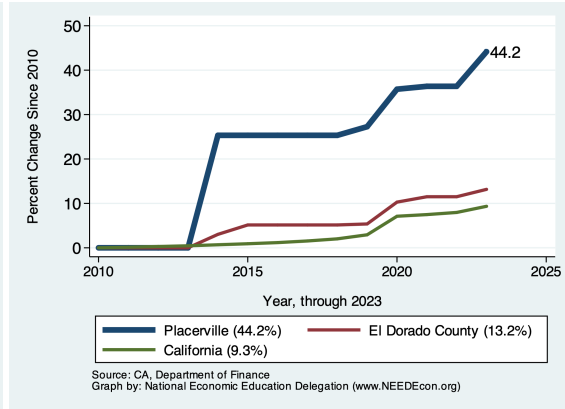 Percent Change Since 2010
50
40
30
20
10
0
44.2
2010 2015 2020 2025
Year, through 2023
Placerville (44.2%) El Dorado County (13.2%)
California (9.3%)
Source: CA, Department of Finance
Graph by: National Economic Education Delegation (www.NEEDEcon.org)